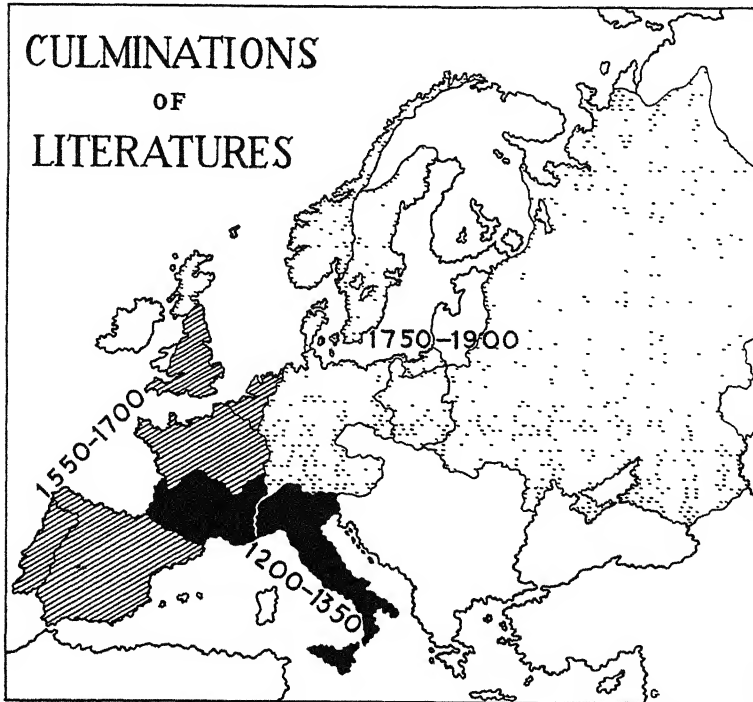 CULMINATIONS
OF
LITERATURES
1750-1900
1550-1700
1200-1350
G